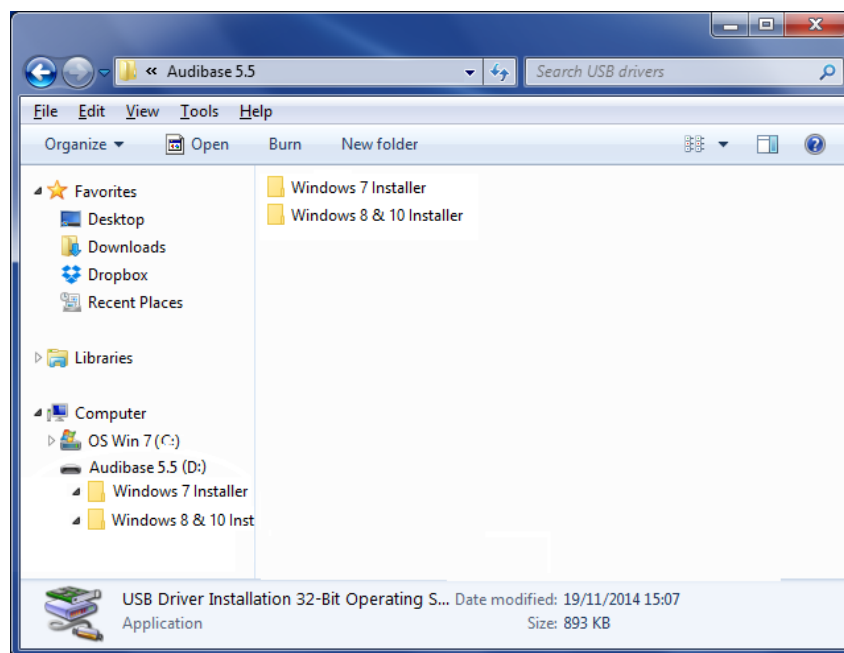 « Audibase 5.5
Search USB drivers
File Edit View Tools Help
Organize Open Burn New folder
Favorites
Desktop
Downloads
Dropbox
Recent Places
Libraries
Computer
OS Win 7 (C:)
Audibase 5.5 (D:)
Windows 7 Installer
Windows 8 & 10 Inst
Windows 7 Installer
Windows 8 & 10 Installer
USB Driver Installation 32-Bit Operating S... Date modified: 19/11/2014 15:07
Application Size: 893 KB